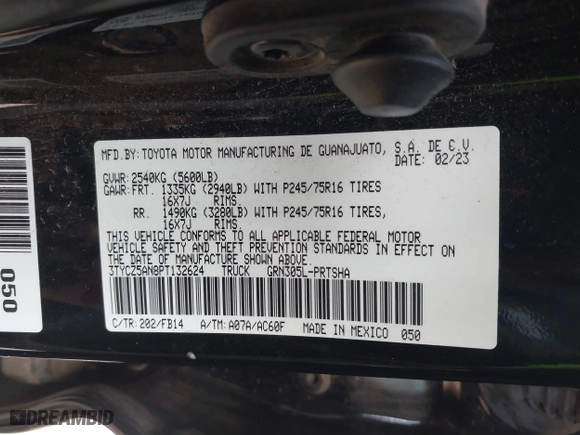 MFD.BY:TOYOTA MOTOR MANUFACTURING DE GUANAJUATO, S.A. DE C.V.
DATE: 02/23
GVWR:2540KG (5600LB)
GAWR:FRT. 1335KG (2940LB) WITH P245/75R16 TIRES
16X7J RIMS.
RR. 1490KG (3280LB) WITH P245/75R16 TIRES,
16X7J RIMS.
THIS VEHICLE CONFORMS TO ALL APPLICABLE FEDERAL MOTOR
VEHICLE SAFETY AND THEFT PREVENTION STANDARDS IN EFFECT ON
THE DATE OF MANUFACTURE SHOWN ABOVE.
3TYCZ5AN8PT132624 TRUCK GRN305L-PRTSHA
C/TR:202/FB14 A/TM:A07A/AC60F MADE IN MEXICO 050
050
DREAMBID